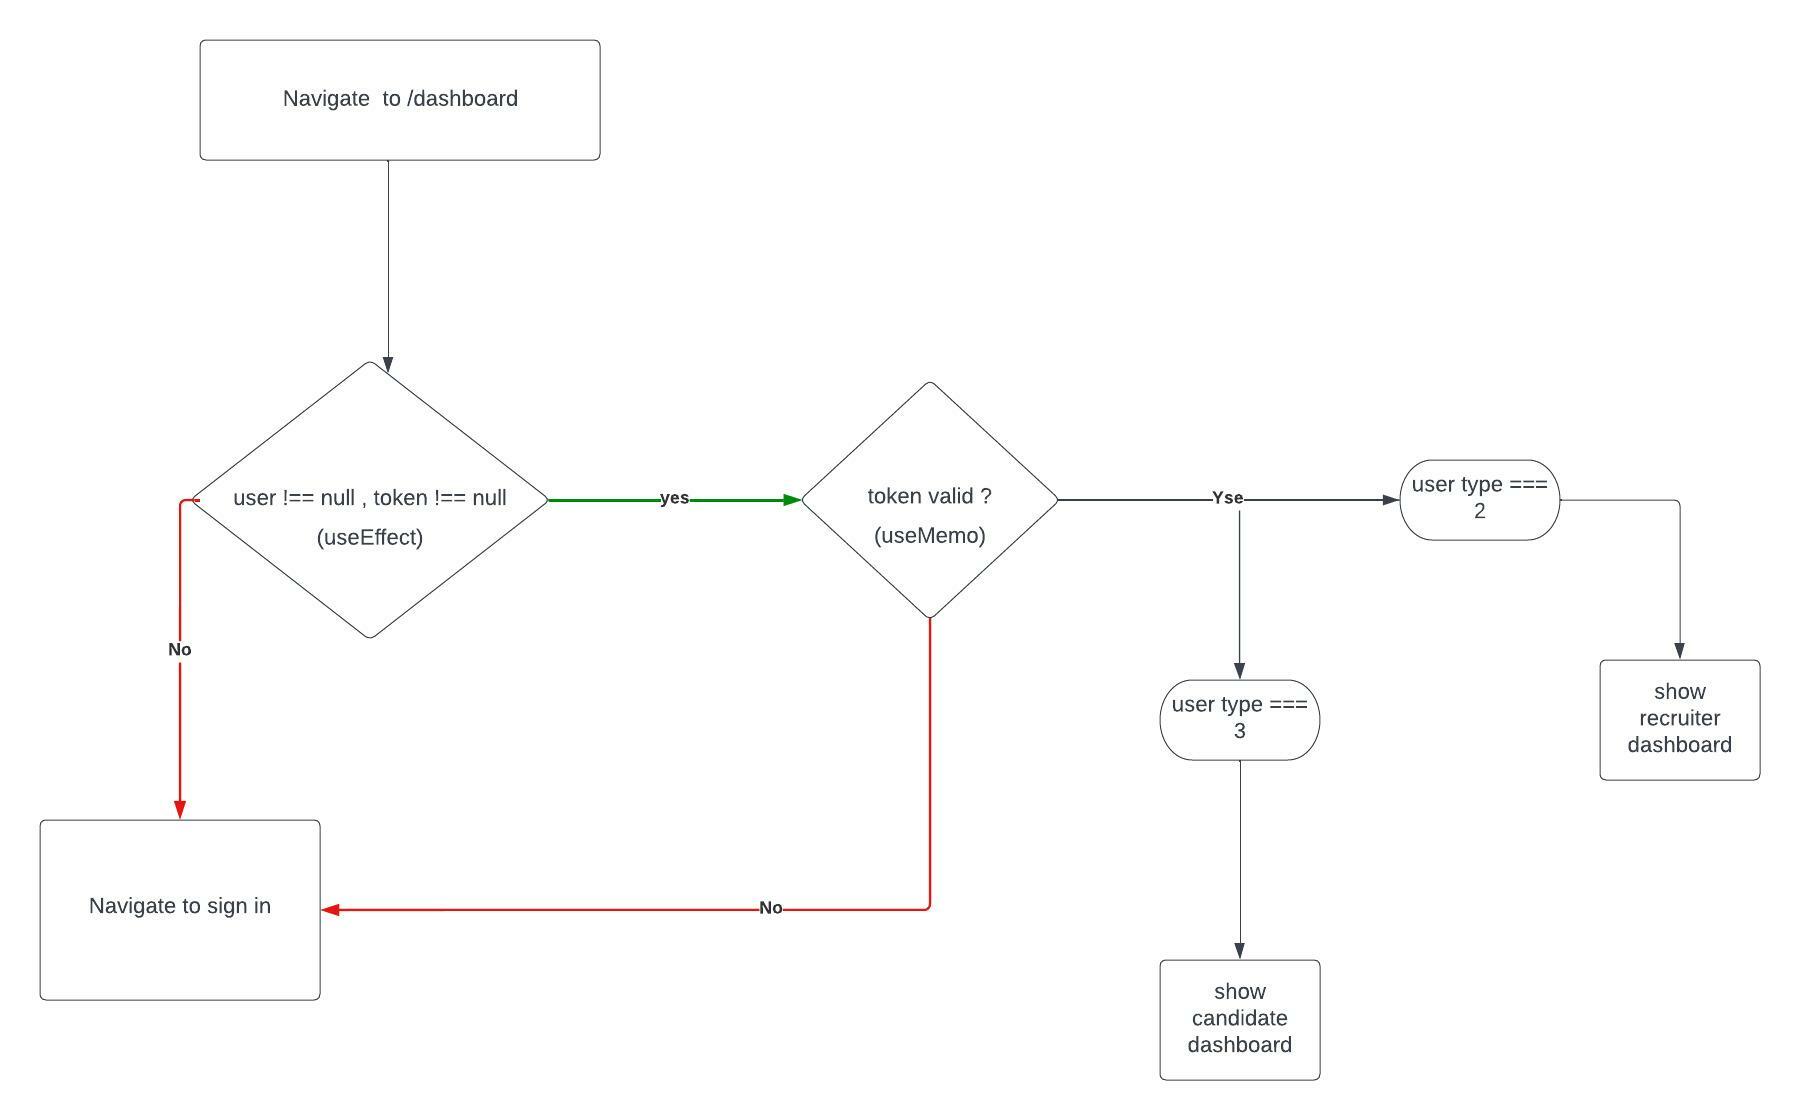 Navigate  to /dashboard
user !== null , token !== null
(useEffect)
yes
token valid ?
(useMemo)
Yse
user type ===
2
No
user type ===
3
show
recruiter
dashboard
Navigate to sign in
No
show
candidate
dashboard